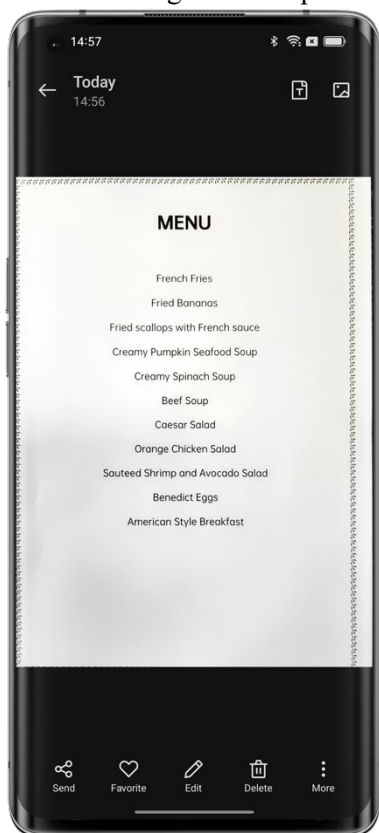 14:57
Today
14:56
MENU
French Fries
Fried Bananas
Fried scallops with French sauce
Creamy Pumpkin Seafood Soup
Creamy Spinach Soup
Beef Soup
Caesar Salad
Orange Chicken Salad
Sauteed Shrimp and Avocado Salad
Benedict Eggs
American Style Breakfast
Send Favorite Edit Delete More